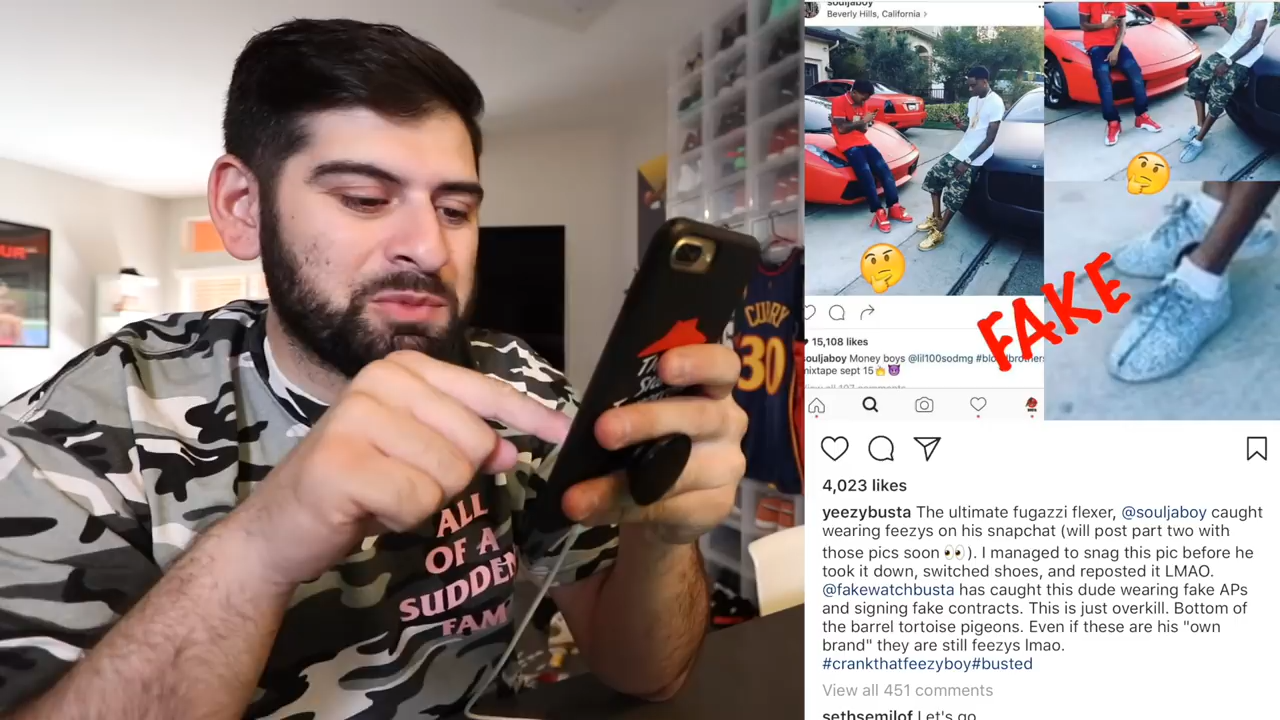 ALL
OF A
SUDDEN
FAM
CURRY
30
souljaboy
Beverly Hills, California >
FAKE
15,108 likes
souljaboy Money boys @lil100sodmg
mixtape sept 15🔥😈
4,023 likes
yeezybusta The ultimate fugazzi flexer, @souljaboy caught
wearing feezys on his snapchat (will post part two with
those pics soon 👀). I managed to snag this pic before he
took it down, switched shoes, and reposted it LMAO.
@fakewatchbusta has caught this dude wearing fake APs
and signing fake contracts. This is just overkill. Bottom of
the barrel tortoise pigeons. Even if these are his "own
brand" they are still feezys lmao.
#crankthatfeezyboy#busted
View all 451 comments
sethsemilof Let's go